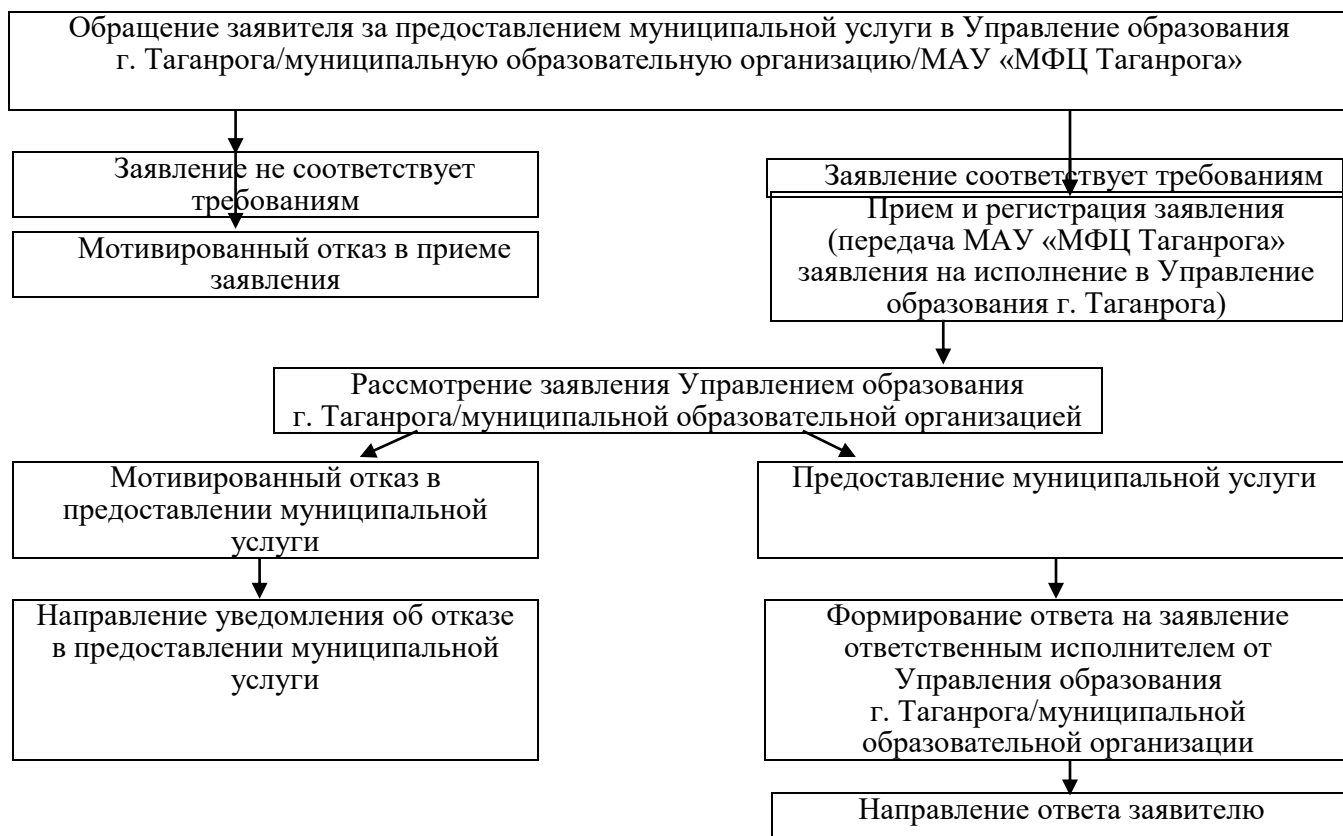 Обращение заявителя за предоставлением муниципальной услуги в Управление образования
г. Таганрога/муниципальную образовательную организацию/МАУ «МФЦ Таганрога»
Заявление не соответствует
требованиям
Заявление соответствует требованиям
Мотивированный отказ в приеме
заявления
Прием и регистрация заявления
(передача МАУ «МФЦ Таганрога»
заявления на исполнение в Управление
образования г. Таганрога)
Рассмотрение заявления Управлением образования
г. Таганрога/муниципальной образовательной организацией
Мотивированный отказ в
предоставлении муниципальной
услуги
Предоставление муниципальной услуги
Направление уведомления об отказе
в предоставлении муниципальной
услуги
Формирование ответа на заявление
ответственным исполнителем от
Управления образования
г. Таганрога/муниципальной
образовательной организации
Направление ответа заявителю